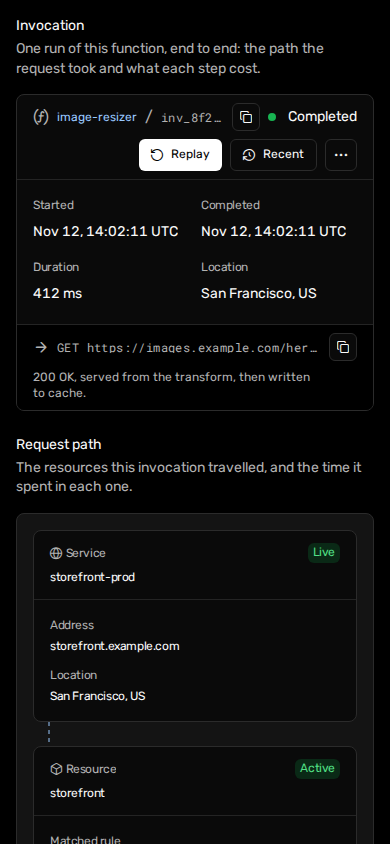 Invocation
One run of this function, end to end: the path the
request took and what each step cost.
image-resizer / inv_8f2… Completed
Replay Recent
Started Completed
Nov 12, 14:02:11 UTC Nov 12, 14:02:11 UTC
Duration Location
412 ms San Francisco, US
GET https://images.example.com/her…
200 OK, served from the transform, then written
to cache.
Request path
The resources this invocation travelled, and the time it
spent in each one.
Service Live
storefront-prod
Address
storefront.example.com
Location
San Francisco, US
Resource Active
storefront
Matched rule